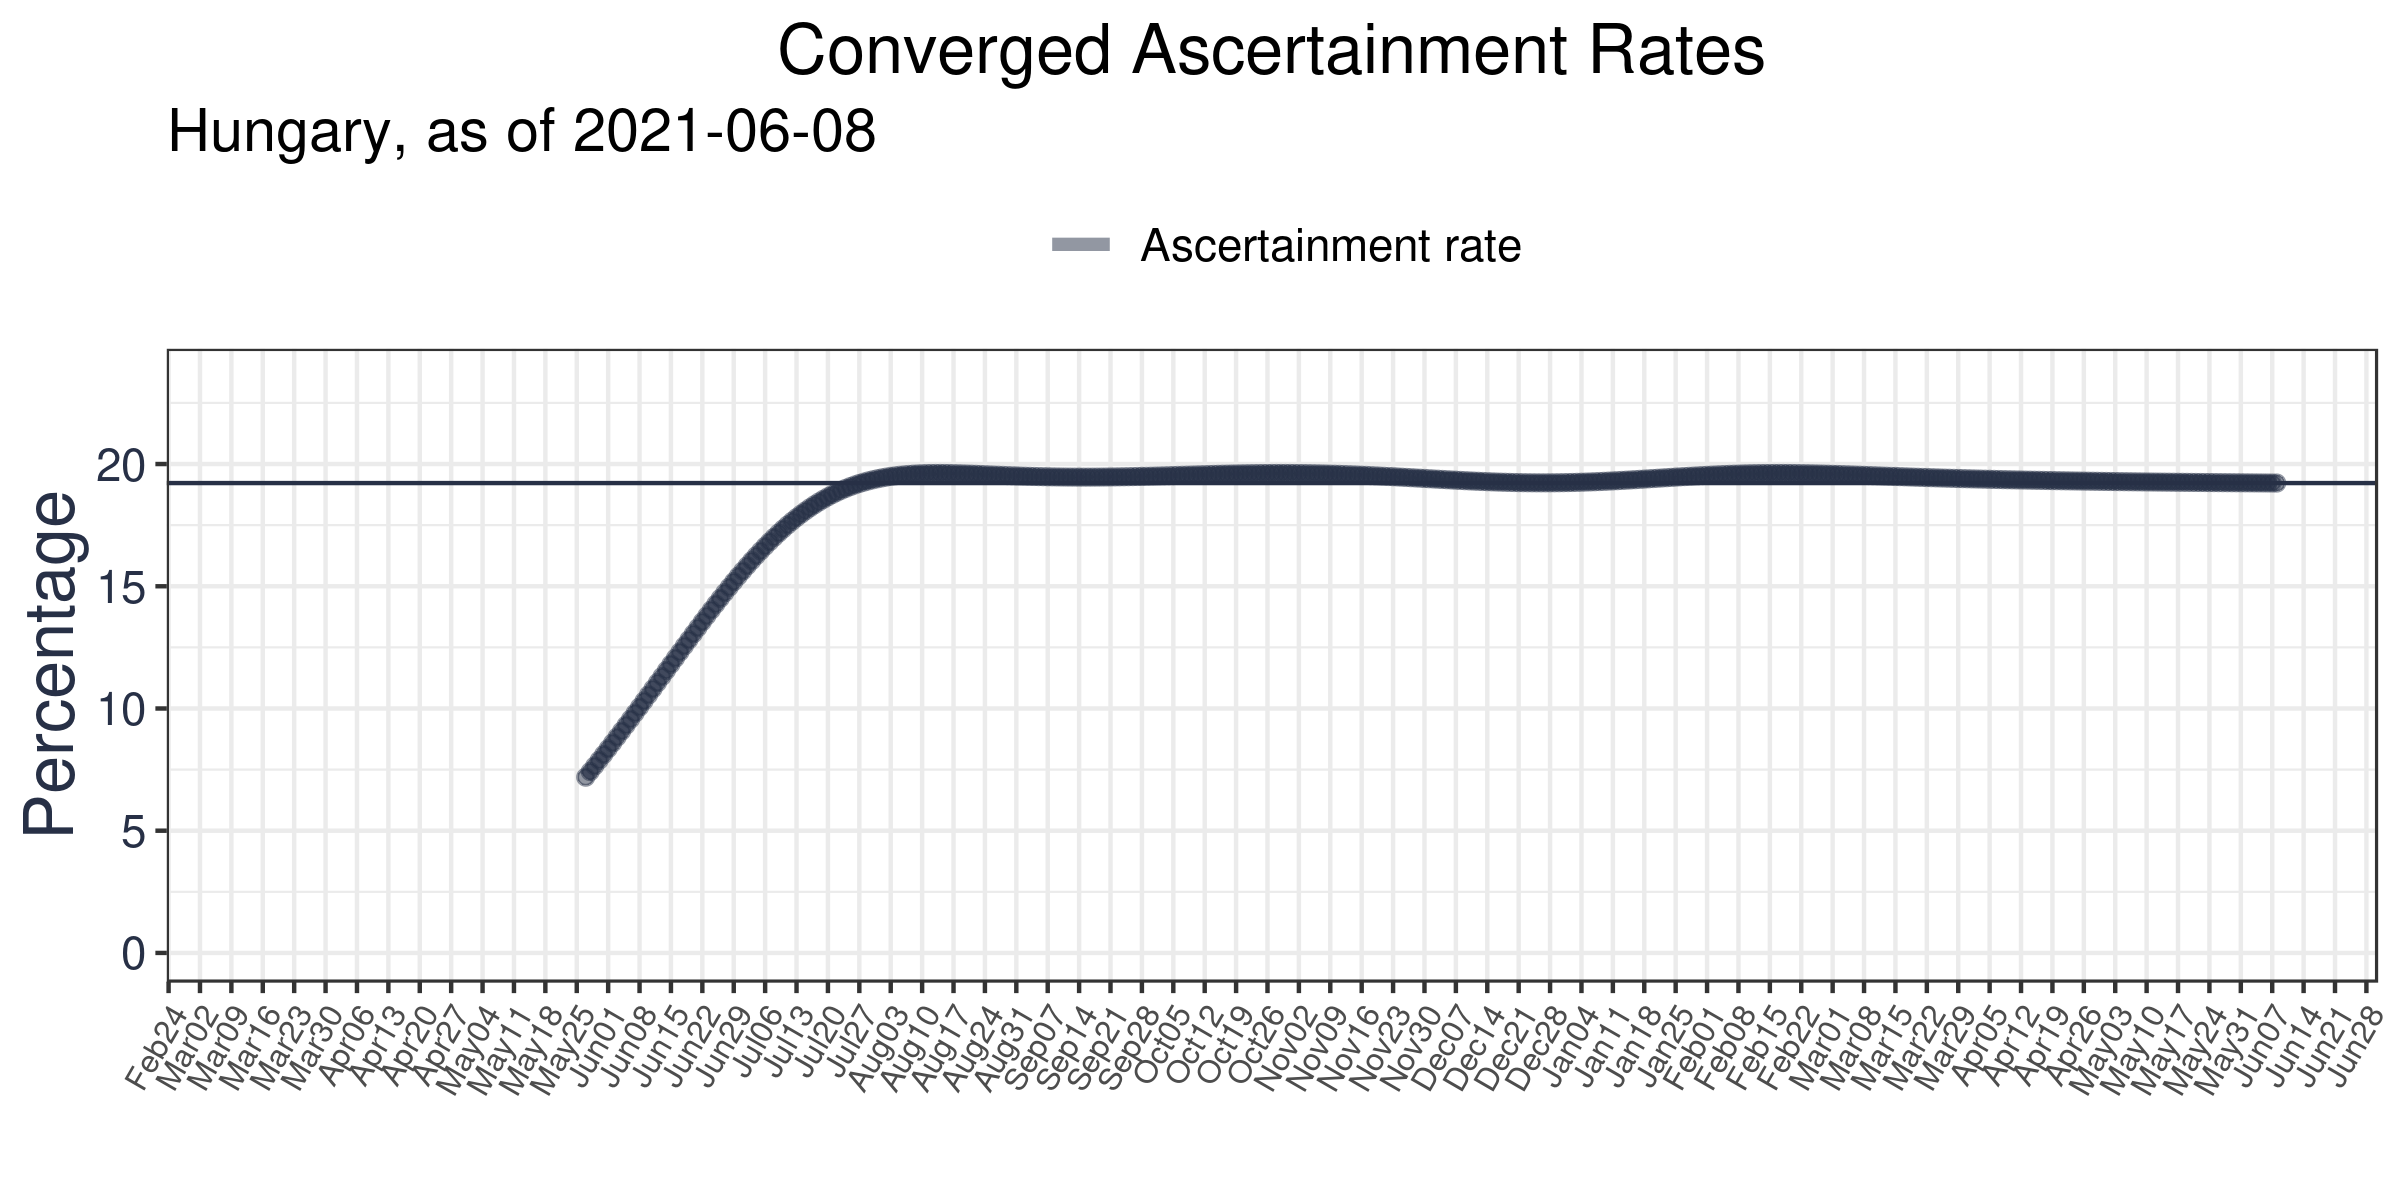 Converged Ascertainment Rates
Hungary, as of 2021-06-08
Ascertainment rate
Percentage
20
15
10
5
0
Feb24 Mar02 Mar09 Mar16 Mar23 Mar30 Apr06 Apr13 Apr20 Apr27 May04 May11 May18 May25 Jun01 Jun08 Jun15 Jun22 Jun29 Jul06 Jul13 Jul20 Jul27 Aug03 Aug10 Aug17 Aug24 Aug31 Sep07 Sep14 Sep21 Sep28 Oct05 Oct12 Oct19 Oct26 Nov02 Nov09 Nov16 Nov23 Nov30 Dec07 Dec14 Dec21 Dec28 Jan04 Jan11 Jan18 Jan25 Feb01 Feb08 Feb15 Feb22 Mar01 Mar08 Mar15 Mar22 Mar29 Apr05 Apr12 Apr19 Apr26 May03 May10 May17 May24 May31 Jun07 Jun14 Jun21 Jun28